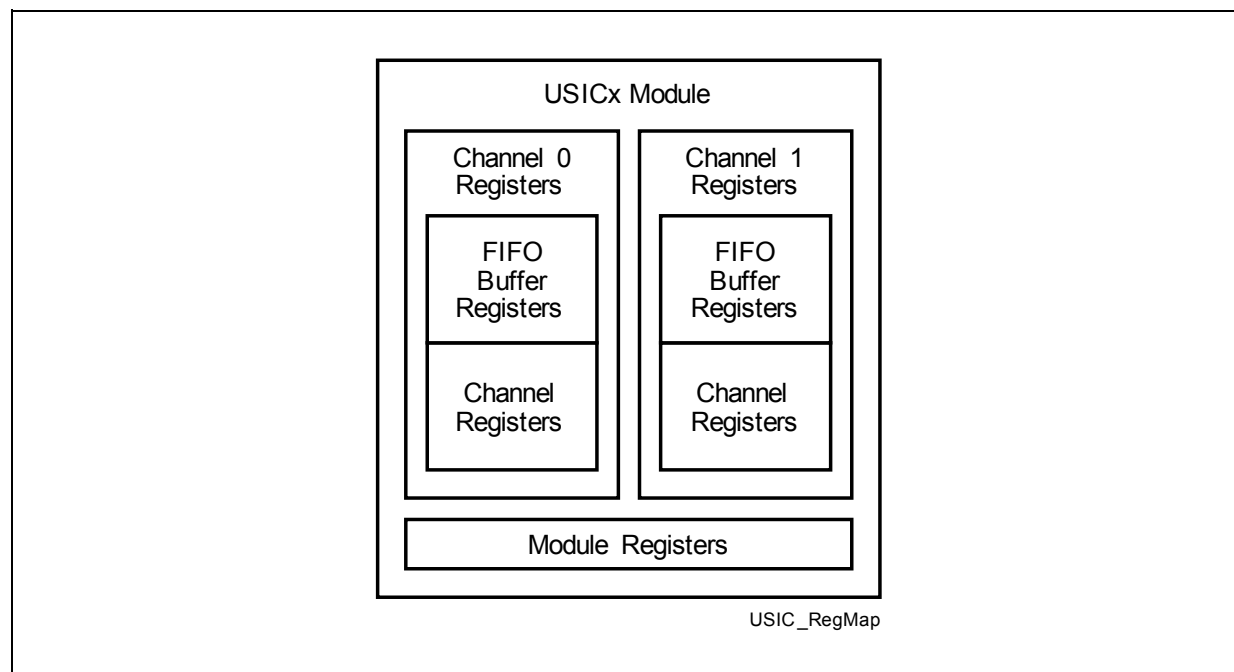 USICx Module
Channel 0
Registers
FIFO
Buffer
Registers
Channel
Registers
Channel 1
Registers
FIFO
Buffer
Registers
Channel
Registers
Module Registers
USIC_RegMap